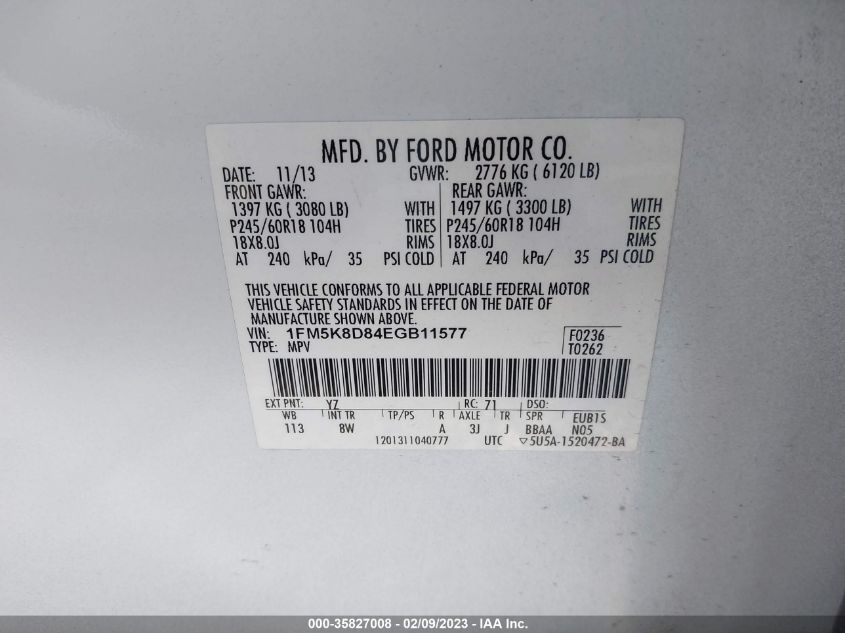 MFD. BY FORD MOTOR CO.
DATE: 11/13 GVWR: 2776 KG ( 6120 LB)
FRONT GAWR: REAR GAWR:
1397 KG ( 3080 LB) WITH 1497 KG ( 3300 LB) WITH
P245/60R18 104H TIRES P245/60R18 104H TIRES
18X8.0J RIMS 18X8.0J RIMS
AT 240 kPa/ 35 PSI COLD AT 240 kPa/ 35 PSI COLD
THIS VEHICLE CONFORMS TO ALL APPLICABLE FEDERAL MOTOR
VEHICLE SAFETY STANDARDS IN EFFECT ON THE DATE OF
MANUFACTURE SHOWN ABOVE.
VIN: 1FM5K8D84EGB11577 F0236
TYPE: MPV T0262
EXT PNT: YZ RC: 71 DSO:
WB INT TR TP/PS R AXLE TR SPR EUB1S
113 8W A 3J J BBAA N05
1201311040777 UTC ▽5U5A-1520472-BA
000-35827008 - 02/09/2023 - IAAI.com